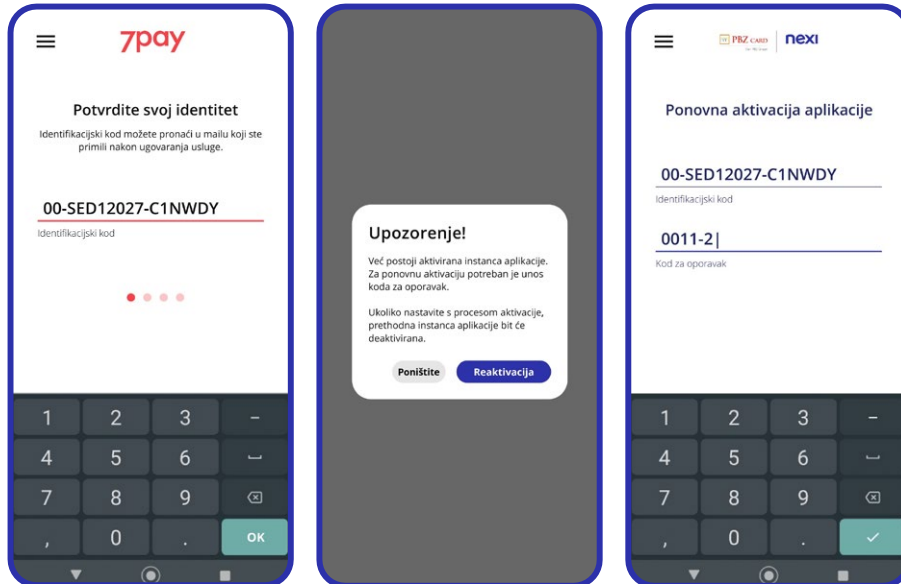 7pay
Potvrdite svoj identitet
Identifikacijski kod možete pronaći u mailu koji ste
primili nakon ugovaranja usluge.
00-SED12027-C1NWDY
Identifikacijski kod
1 2 3 –
4 5 6
7 8 9
, 0 . OK
Upozorenje!
Već postoji aktivirana instanca aplikacije.
Za ponovnu aktivaciju potreban je unos
koda za oporavak.
Ukoliko nastavite s procesom aktivacije,
prethodna instanca aplikacije bit će
deaktivirana.
Poništite Reaktivacija
PBZ CARD nexi
Ponovna aktivacija aplikacije
00-SED12027-C1NWDY
Identifikacijski kod
0011-2
Kod za oporavak
1 2 3 –
4 5 6
7 8 9
, 0 .